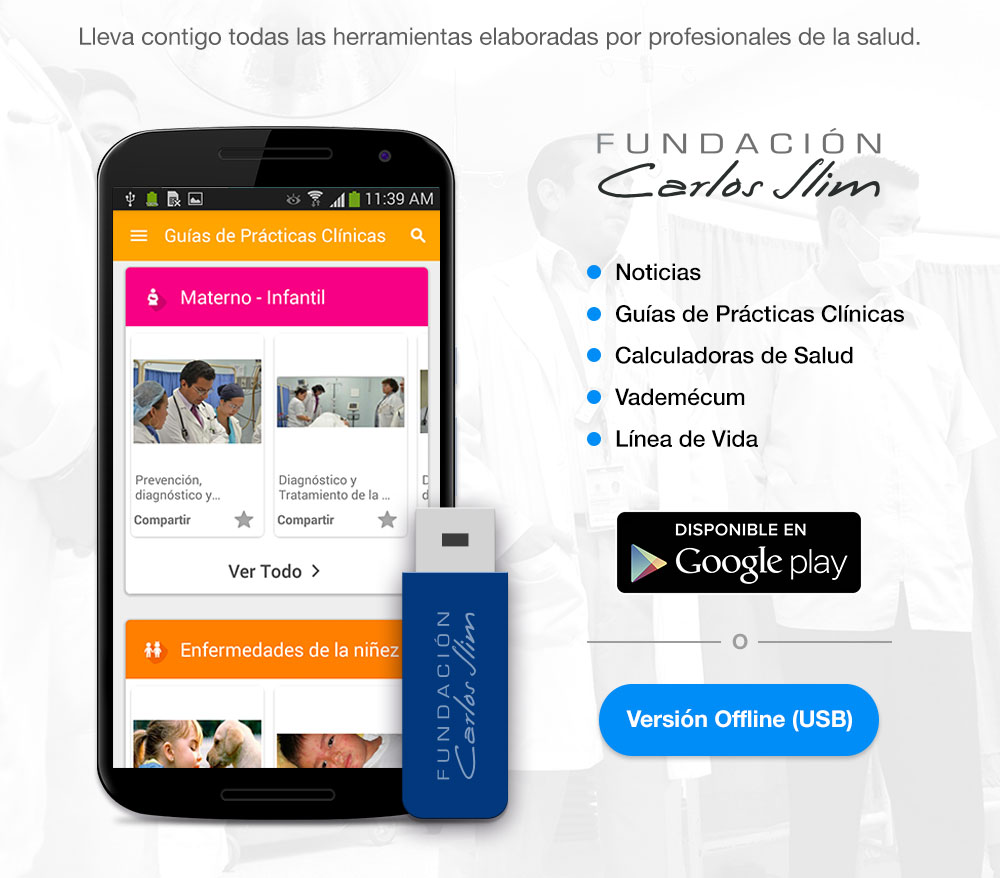 Lleva contigo todas las herramientas elaboradas por profesionales de la salud.
11:39 AM
Guías de Prácticas Clínicas
Materno - Infantil
Prevención,
diagnóstico y...
Compartir
Diagnóstico y
Tratamiento de la ...
Compartir
D
d
Ver Todo
Enfermedades de la niñez
FUNDACIÓN
Carlos Slim
FUNDACIÓN
Carlos Slim
Noticias
Guías de Prácticas Clínicas
Calculadoras de Salud
Vademécum
Línea de Vida
DISPONIBLE EN
Google play
O
Versión Offline (USB)